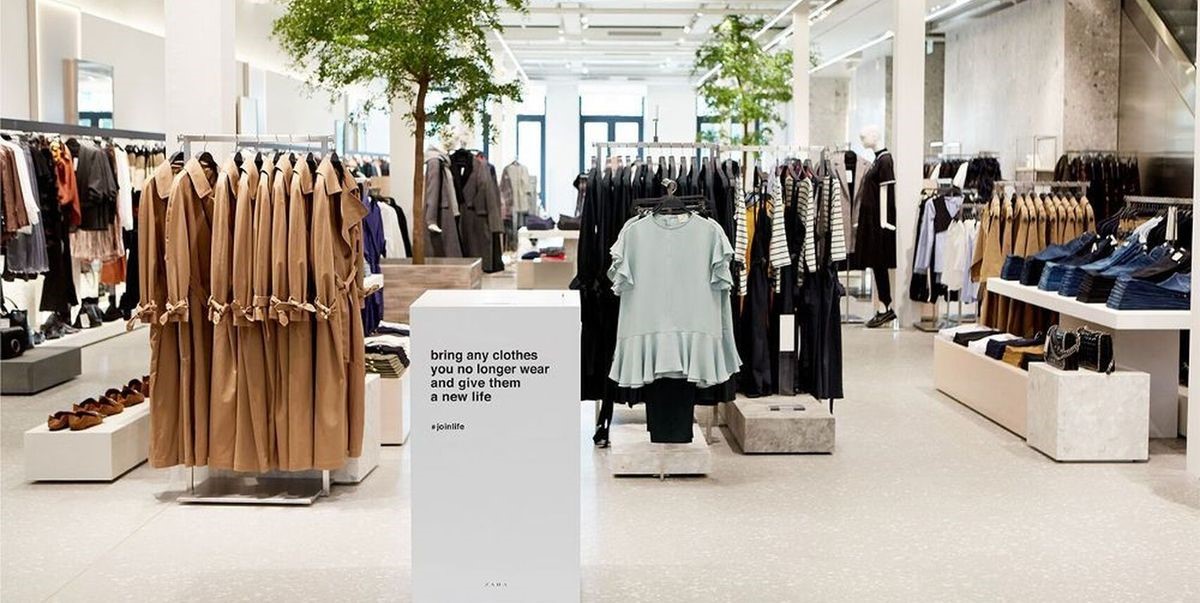 bring any clothes
you no longer wear
and give them
a new life
#joinlife
ZARA